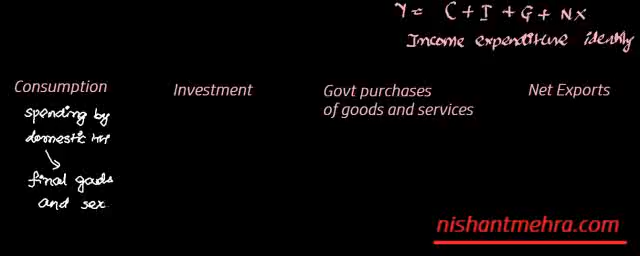 Y = C + I + G + NX
Income expenditure identity
Consumption
Investment
Govt purchases
of goods and services
Net Exports
spending by
domestic HH
final goods
and sex
nishantmehra.com